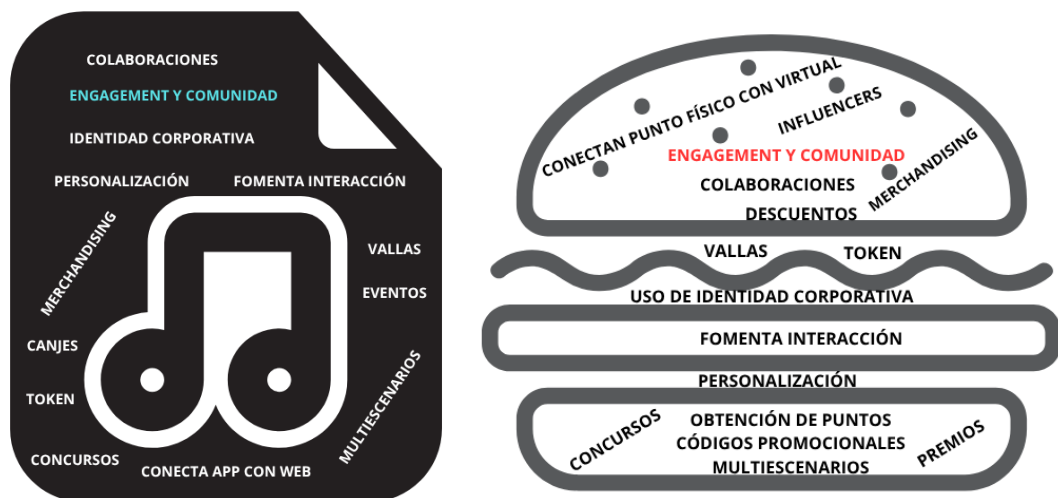 COLABORACIONES
ENGAGEMENT Y COMUNIDAD
IDENTIDAD CORPORATIVA
PERSONALIZACIÓN
FOMENTA INTERACCIÓN
MERCHANDISING
VALLAS
EVENTOS
CANJES
TOKEN
MULTIESCENARIOS
CONCURSOS
CONECTA APP CON WEB
CONECTAN PUNTO FÍSICO CON VIRTUAL
INFLUENCERS
ENGAGEMENT Y COMUNIDAD
MERCHANDISING
COLABORACIONES
DESCUENTOS
VALLAS
TOKEN
USO DE IDENTIDAD CORPORATIVA
FOMENTA INTERACCIÓN
PERSONALIZACIÓN
CONCURSOS
OBTENCIÓN DE PUNTOS
CÓDIGOS PROMOCIONALES
MULTIESCENARIOS
PREMIOS